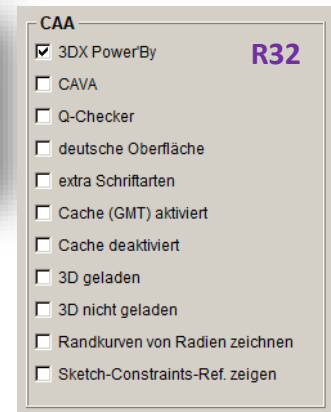 CAA
3DX Power'By R32
CAVA
Q-Checker
deutsche Oberfläche
extra Schriftarten
Cache (GMT) aktiviert
Cache deaktiviert
3D geladen
3D nicht geladen
Randkurven von Radien zeichnen
Sketch-Constraints-Ref. zeigen